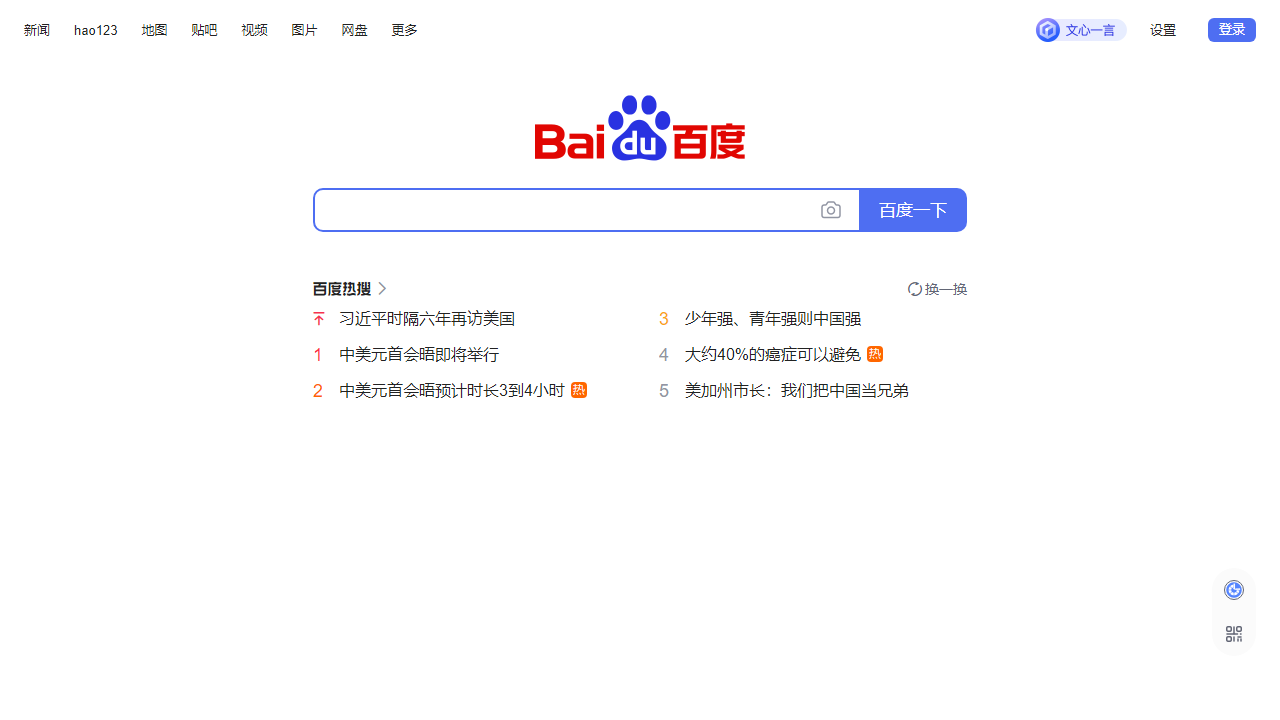 新闻 hao123 地图 贴吧 视频 图片 网盘 更多 文心一言 设置 登录
Bai du 百度
百度一下
百度热搜 换一换
习近平时隔六年再访美国
1 中美元首会晤即将举行
2 中美元首会晤预计时长3到4小时 热
3 少年强、青年强则中国强
4 大约40%的癌症可以避免 热
5 美加州市长：我们把中国当兄弟